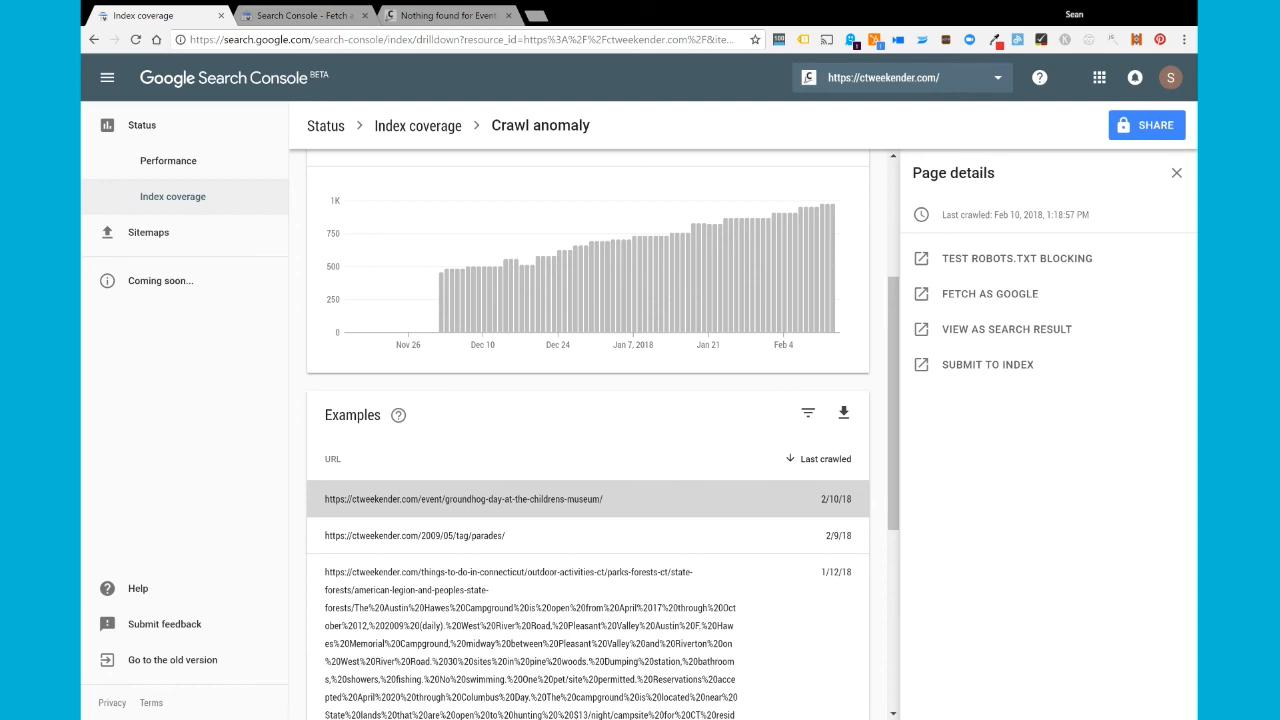 Index coverage
Search Console - Fetch a
Nothing found for Event
Sean
https://search.google.com/search-console/index/drilldown?resource_id=https%3A%2F%2Fctweekender.com%2F&ite...
Google Search Console BETA
https://ctweekender.com/
S
Status
Performance
Index coverage
Sitemaps
Coming soon...
Help
Submit feedback
Go to the old version
Privacy Terms
Status > Index coverage > Crawl anomaly
SHARE
1K
750
500
250
0
Nov 26 Dec 10 Dec 24 Jan 7, 2018 Jan 21 Feb 4
Examples
URL Last crawled
https://ctweekender.com/event/groundhog-day-at-the-childrens-museum/ 2/10/18
https://ctweekender.com/2009/05/tag/parades/ 2/9/18
https://ctweekender.com/things-to-do-in-connecticut/outdoor-activities-ct/parks-forests-ct/state- 1/12/18
forests/american-legion-and-peoples-state-
forests/The%20Austin%20Hawes%20Campground%20is%20open%20from%20April%2017%20through%20Oct
ober%2012,%202009%20(daily).%20West%20River%20Road,%20Pleasant%20Valley%20Austin%20F.%20Haw
es%20Memorial%20Campground,%20midway%20between%20Pleasant%20Valley%20and%20Riverton%20on
%20West%20River%20Road.%2030%20sites%20in%20pine%20woods.%20Dumping%20station,%20bathroom
s,%20showers,%20fishing.%20No%20swimming.%20One%20pet/site%20permitted.%20Reservations%20acce
pted%20April%2020%20through%20Columbus%20Day.%20The%20campground%20is%20located%20near%20
State%20lands%20that%20are%20open%20to%20hunting%20%20$13/night/campsite%20for%20CT%20resid
Page details
Last crawled: Feb 10, 2018, 1:18:57 PM
TEST ROBOTS.TXT BLOCKING
FETCH AS GOOGLE
VIEW AS SEARCH RESULT
SUBMIT TO INDEX